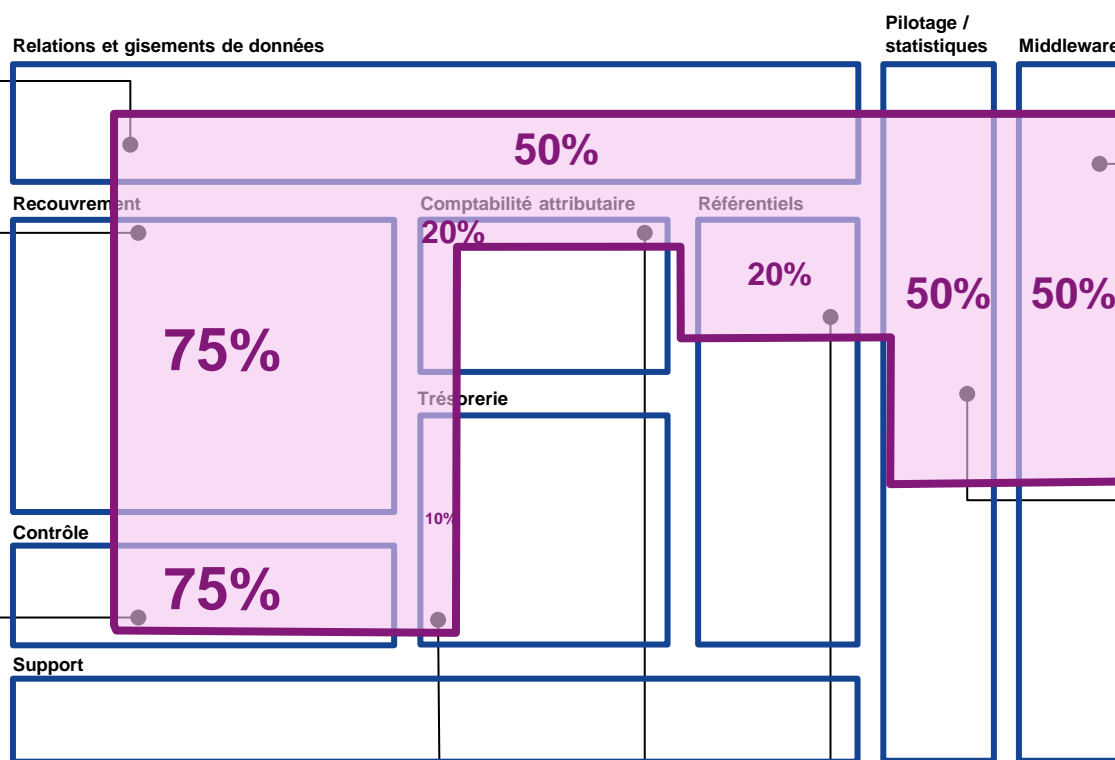 Pilotage /
statistiques
Middleware
Relations et gisements de données
50%
Recouvrement
Comptabilité attributaire
Référentiels
20%
20%
50%
50%
75%
Trésorerie
10%
Contrôle
75%
Support